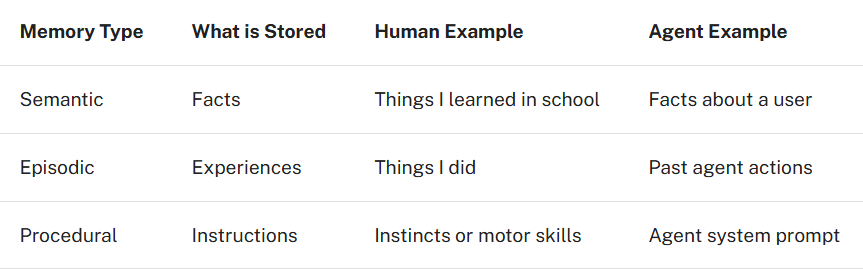 Memory Type What is Stored Human Example Agent Example
Semantic Facts Things I learned in school Facts about a user
Episodic Experiences Things I did Past agent actions
Procedural Instructions Instincts or motor skills Agent system prompt